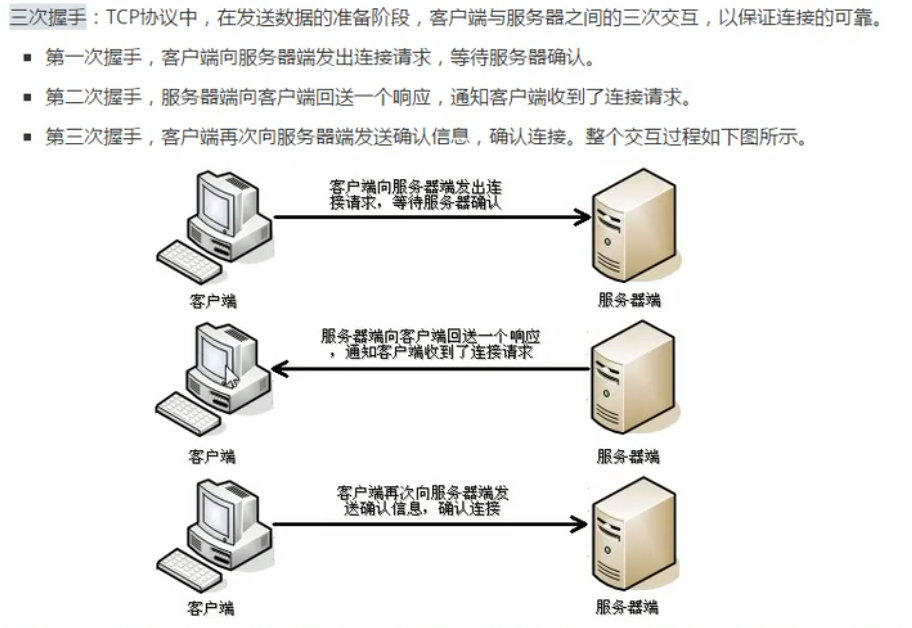 三次握手：TCP协议中，在发送数据的准备阶段，客户端与服务器之间的三次交互，以保证连接的可靠。
■ 第一次握手，客户端向服务器端发出连接请求，等待服务器确认。
■ 第二次握手，服务器端向客户端回送一个响应，通知客户端收到了连接请求。
■ 第三次握手，客户端再次向服务器端发送确认信息，确认连接。整个交互过程如下图所示。
客户端向服务器端发出连
接请求，等待服务器确认
客户端
服务器端
服务器端向客户端回送一个响应
，通知客户端收到了连接请求
客户端
服务器端
客户端再次向服务器端发
送确认信息，确认连接
客户端
服务器端